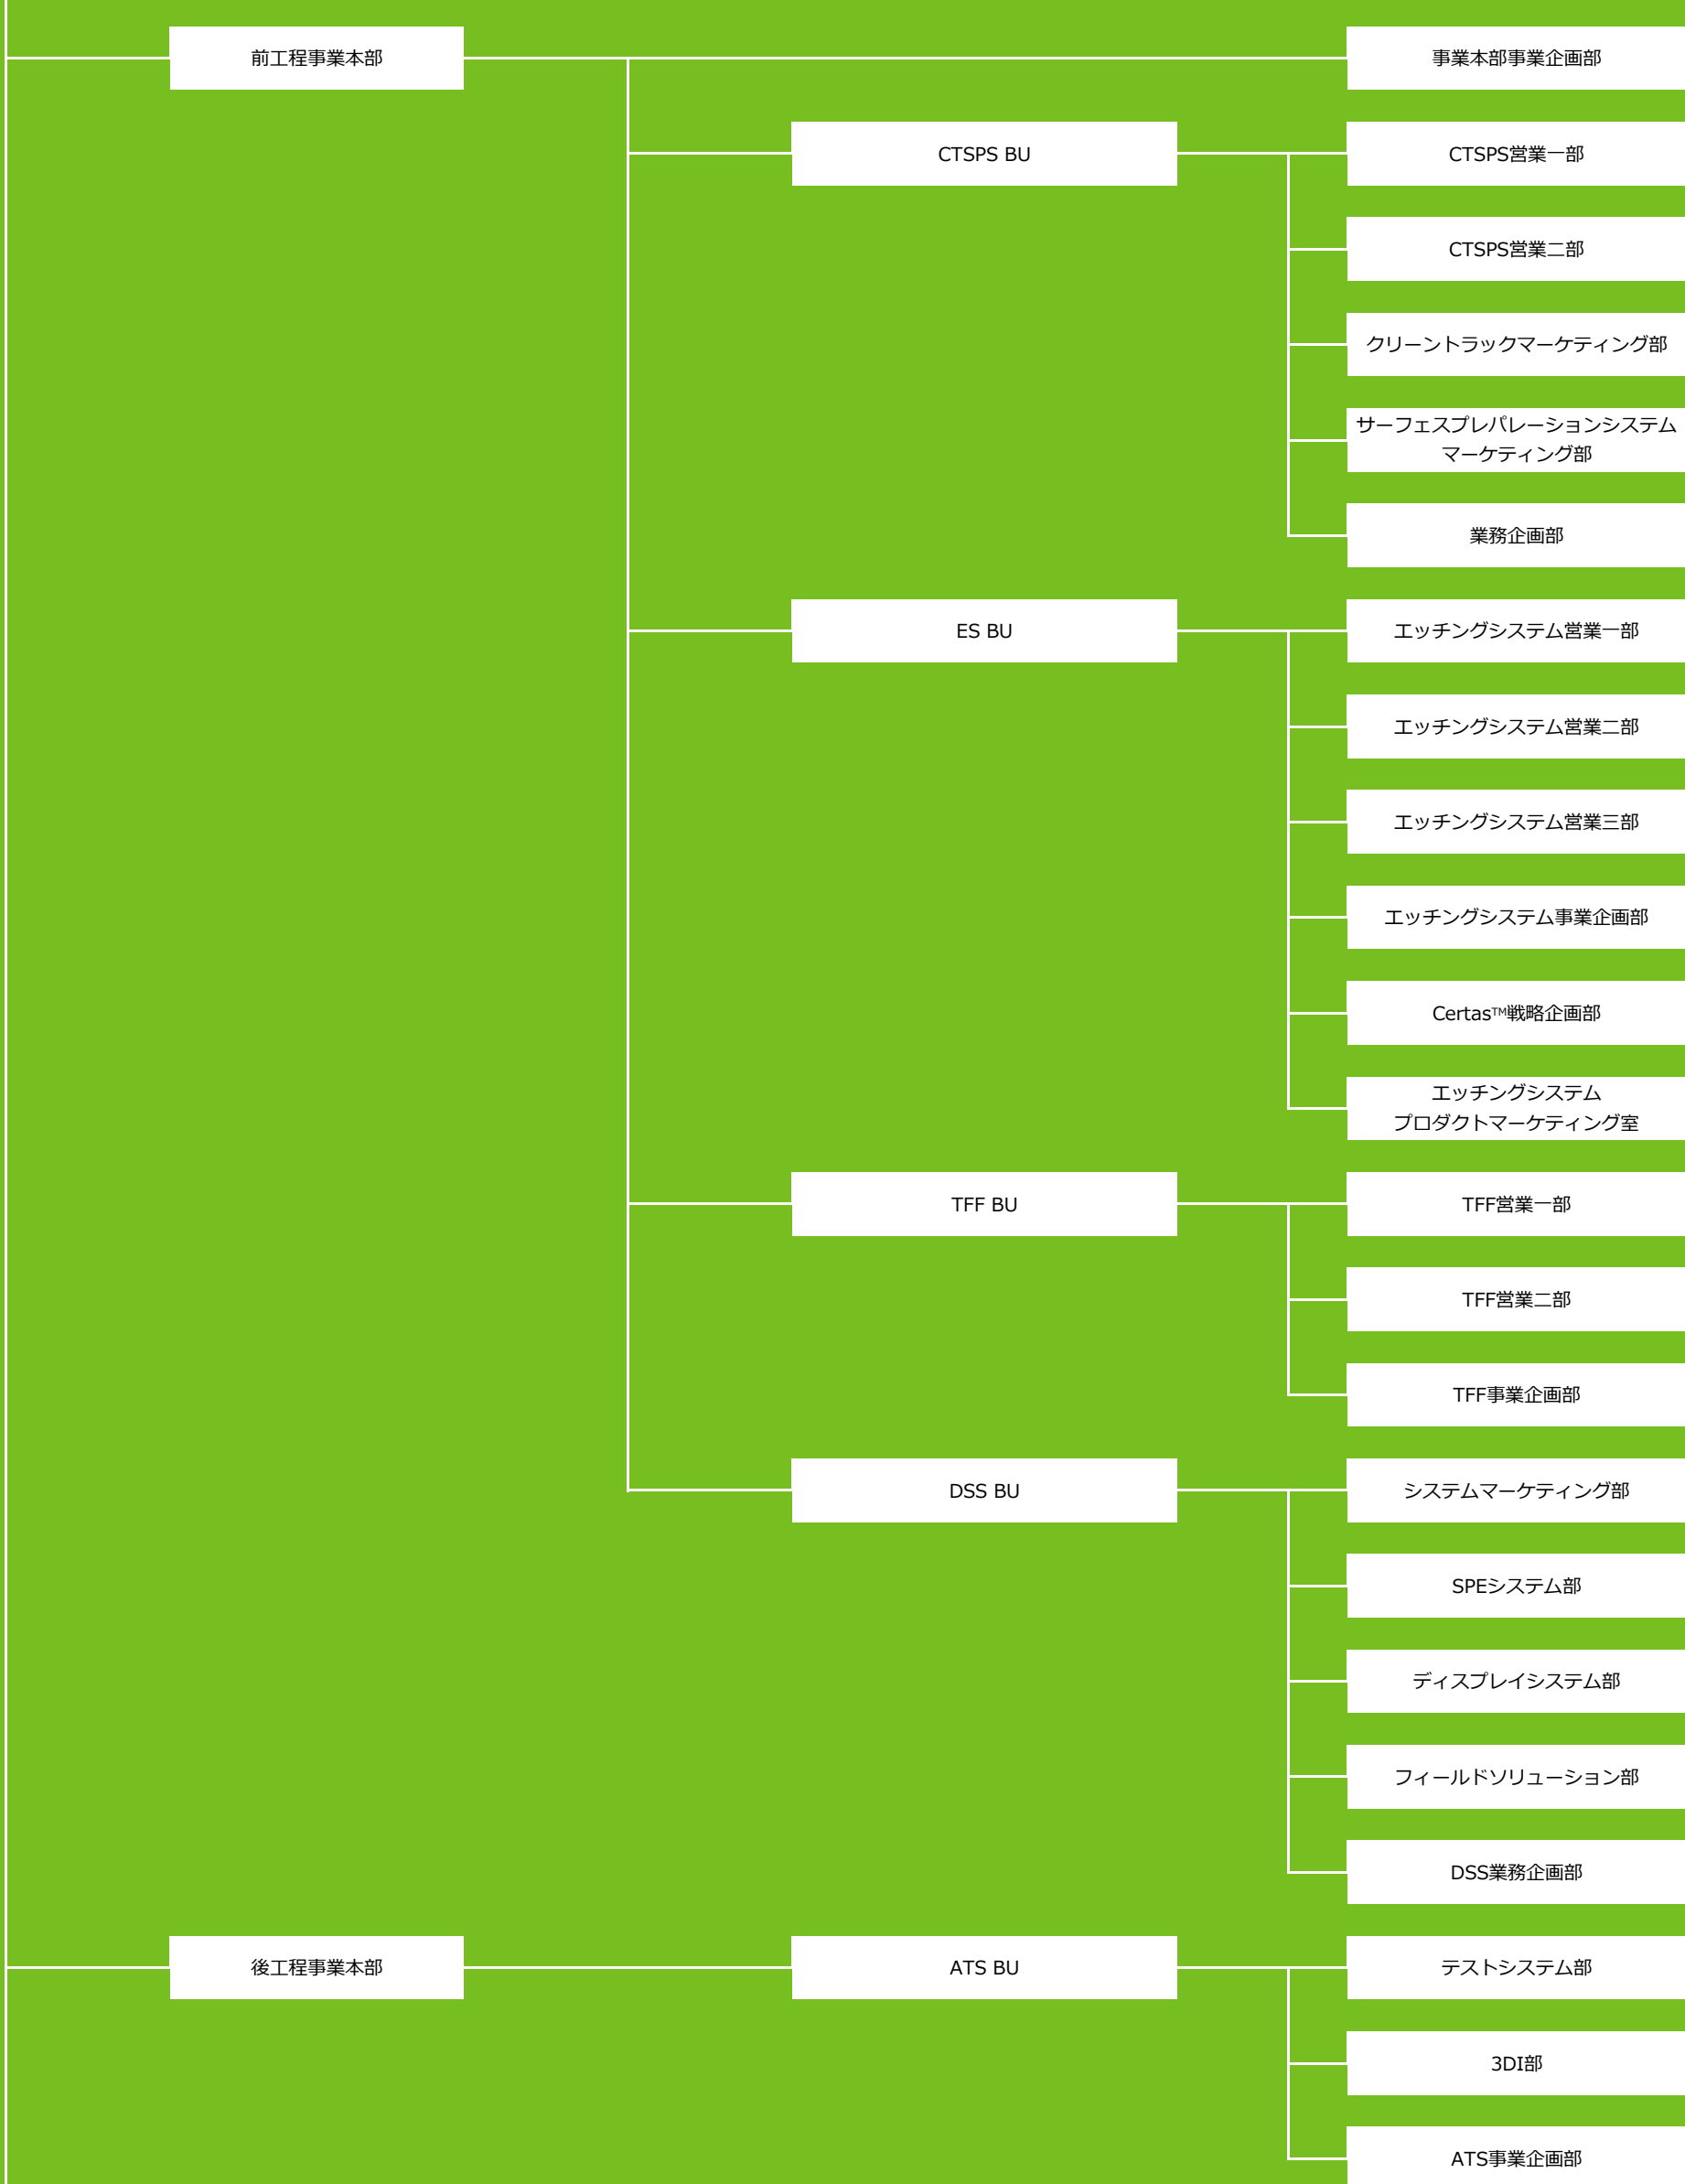 前工程事業本部
事業本部事業企画部
CTSPS BU
CTSPS営業一部
CTSPS営業二部
クリーントラックマーケティング部
サーフェスプレパレーションシステム
マーケティング部
業務企画部
ES BU
エッチングシステム営業一部
エッチングシステム営業二部
エッチングシステム営業三部
エッチングシステム事業企画部
Certas™戦略企画部
エッチングシステム
プロダクトマーケティング室
TFF BU
TFF営業一部
TFF営業二部
TFF事業企画部
DSS BU
システムマーケティング部
SPEシステム部
ディスプレイシステム部
フィールドソリューション部
DSS業務企画部
後工程事業本部
ATS BU
テストシステム部
3DI部
ATS事業企画部